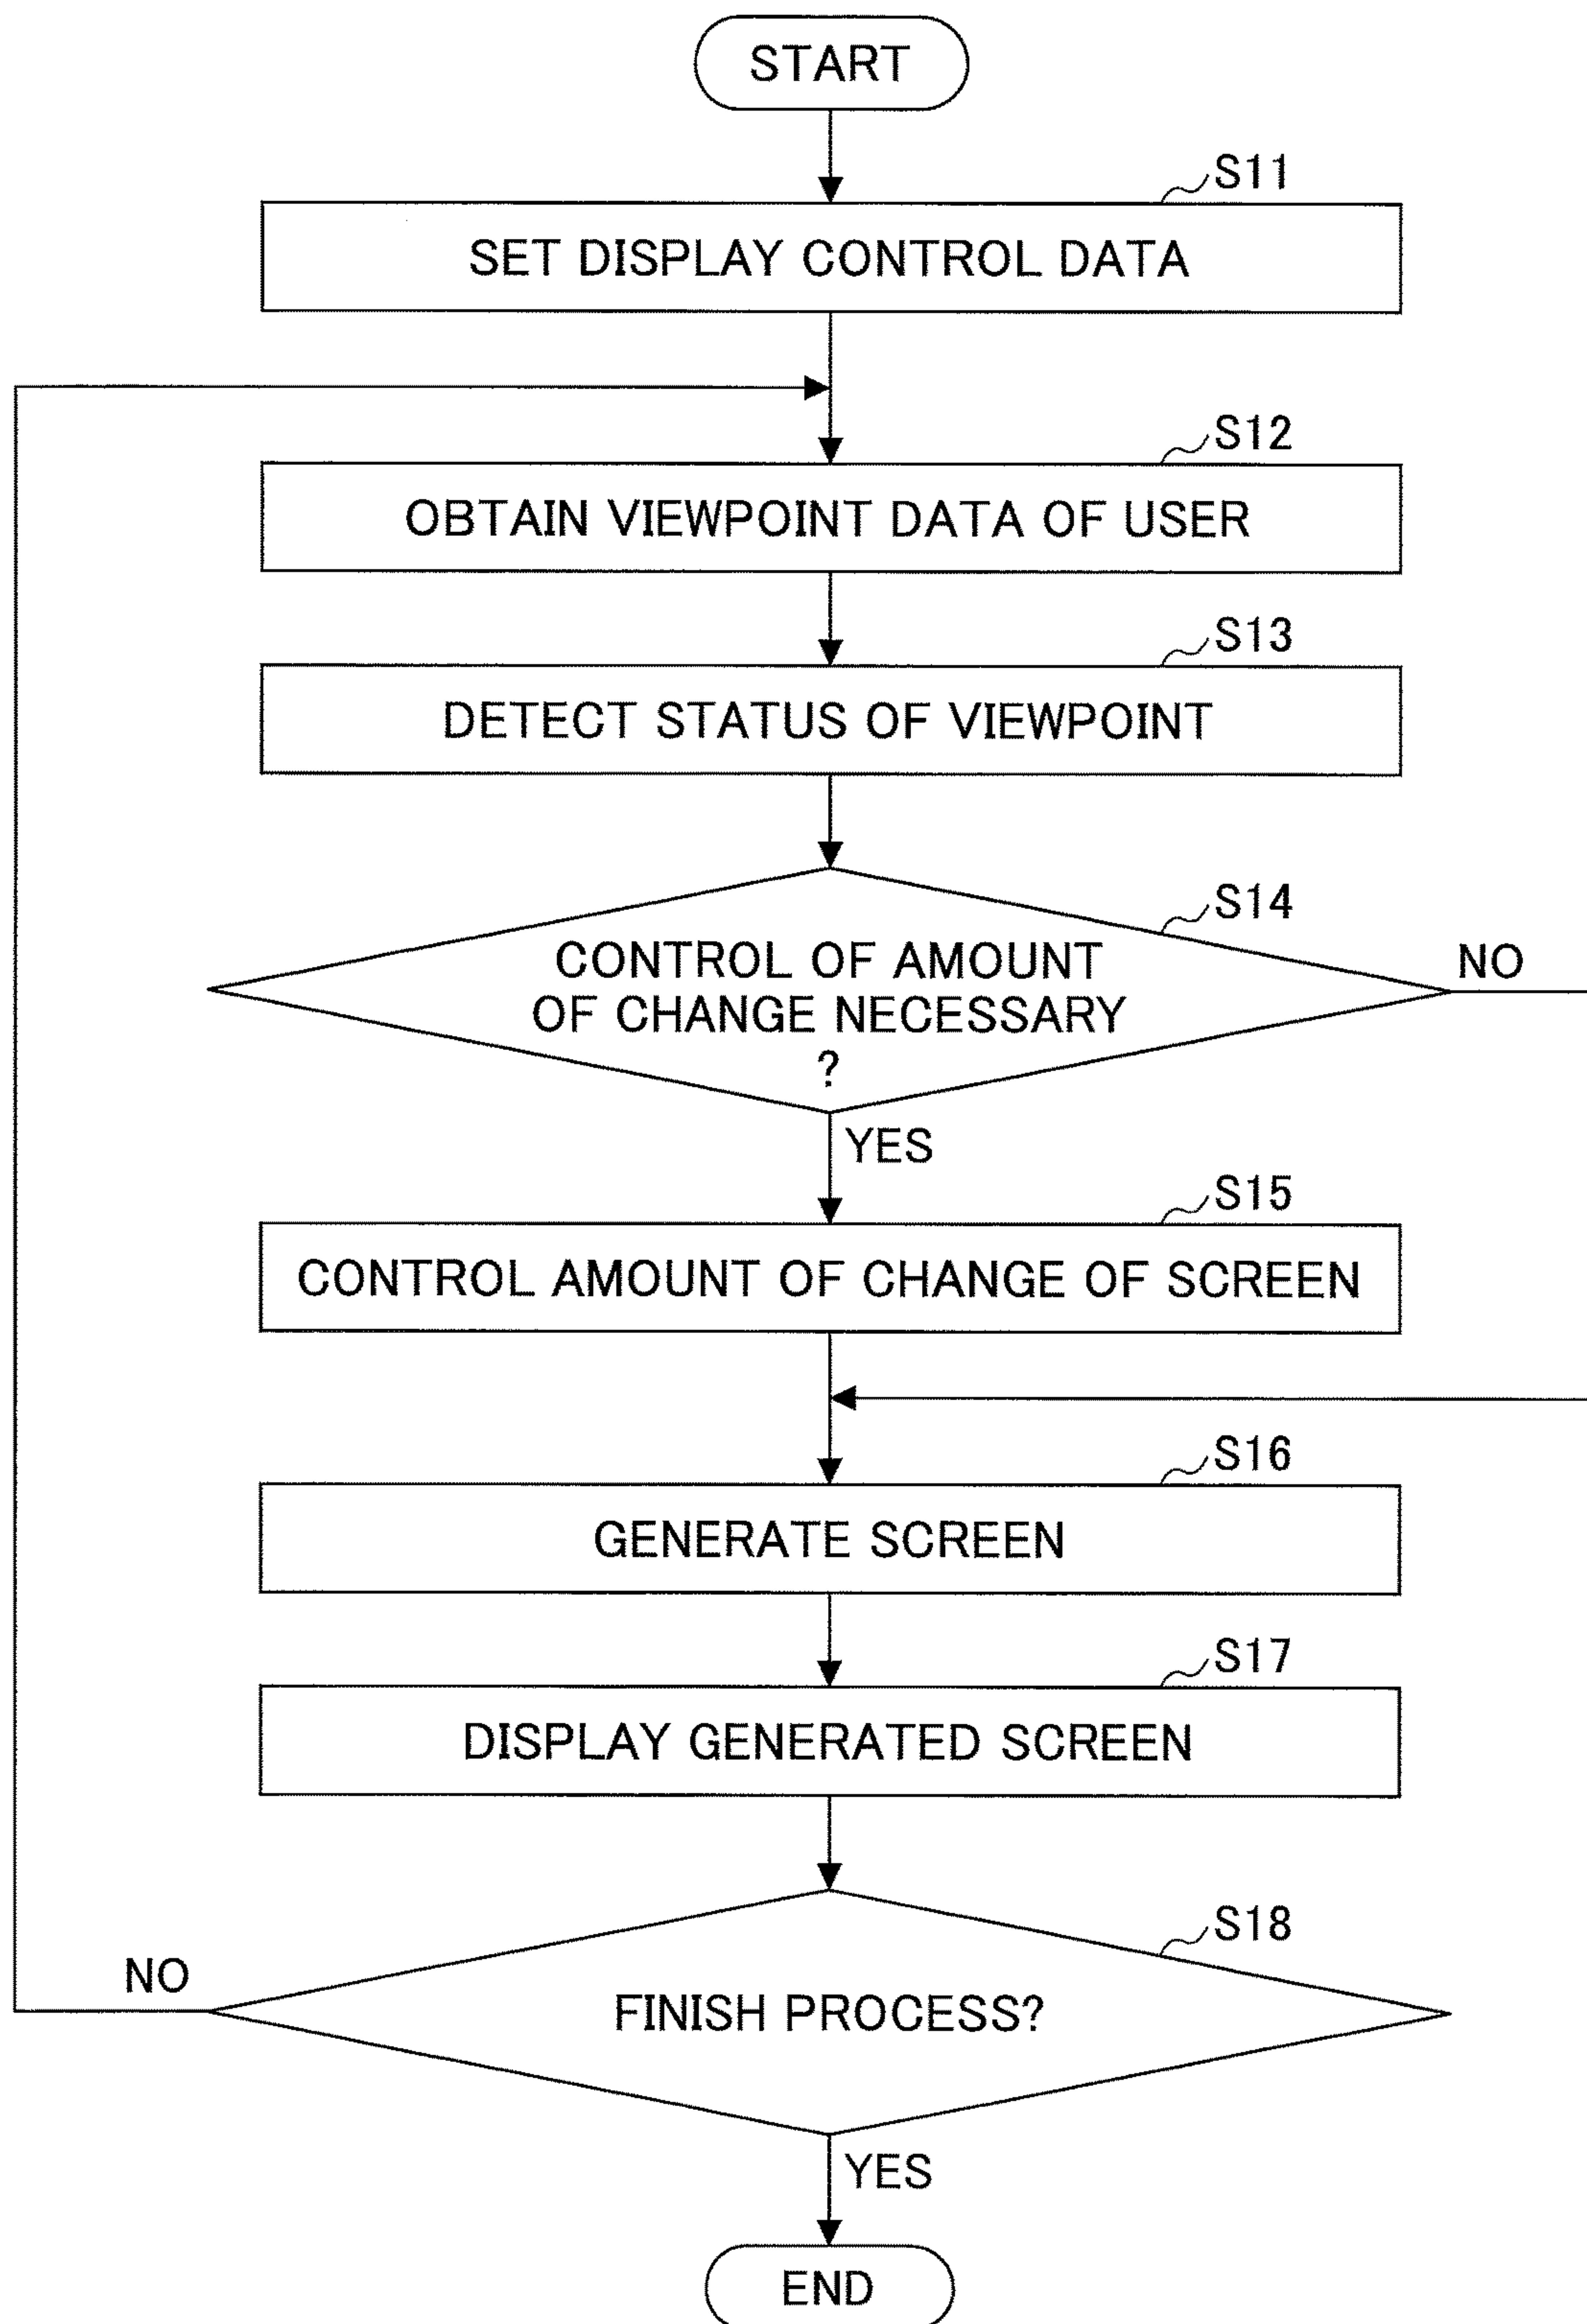 START
S11
SET DISPLAY CONTROL DATA
S12
OBTAIN VIEWPOINT DATA OF USER
S13
DETECT STATUS OF VIEWPOINT
S14
CONTROL OF AMOUNT
OF CHANGE NECESSARY
?
NO
YES
S15
CONTROL AMOUNT OF CHANGE OF SCREEN
S16
GENERATE SCREEN
S17
DISPLAY GENERATED SCREEN
S18
NO
FINISH PROCESS?
YES
END